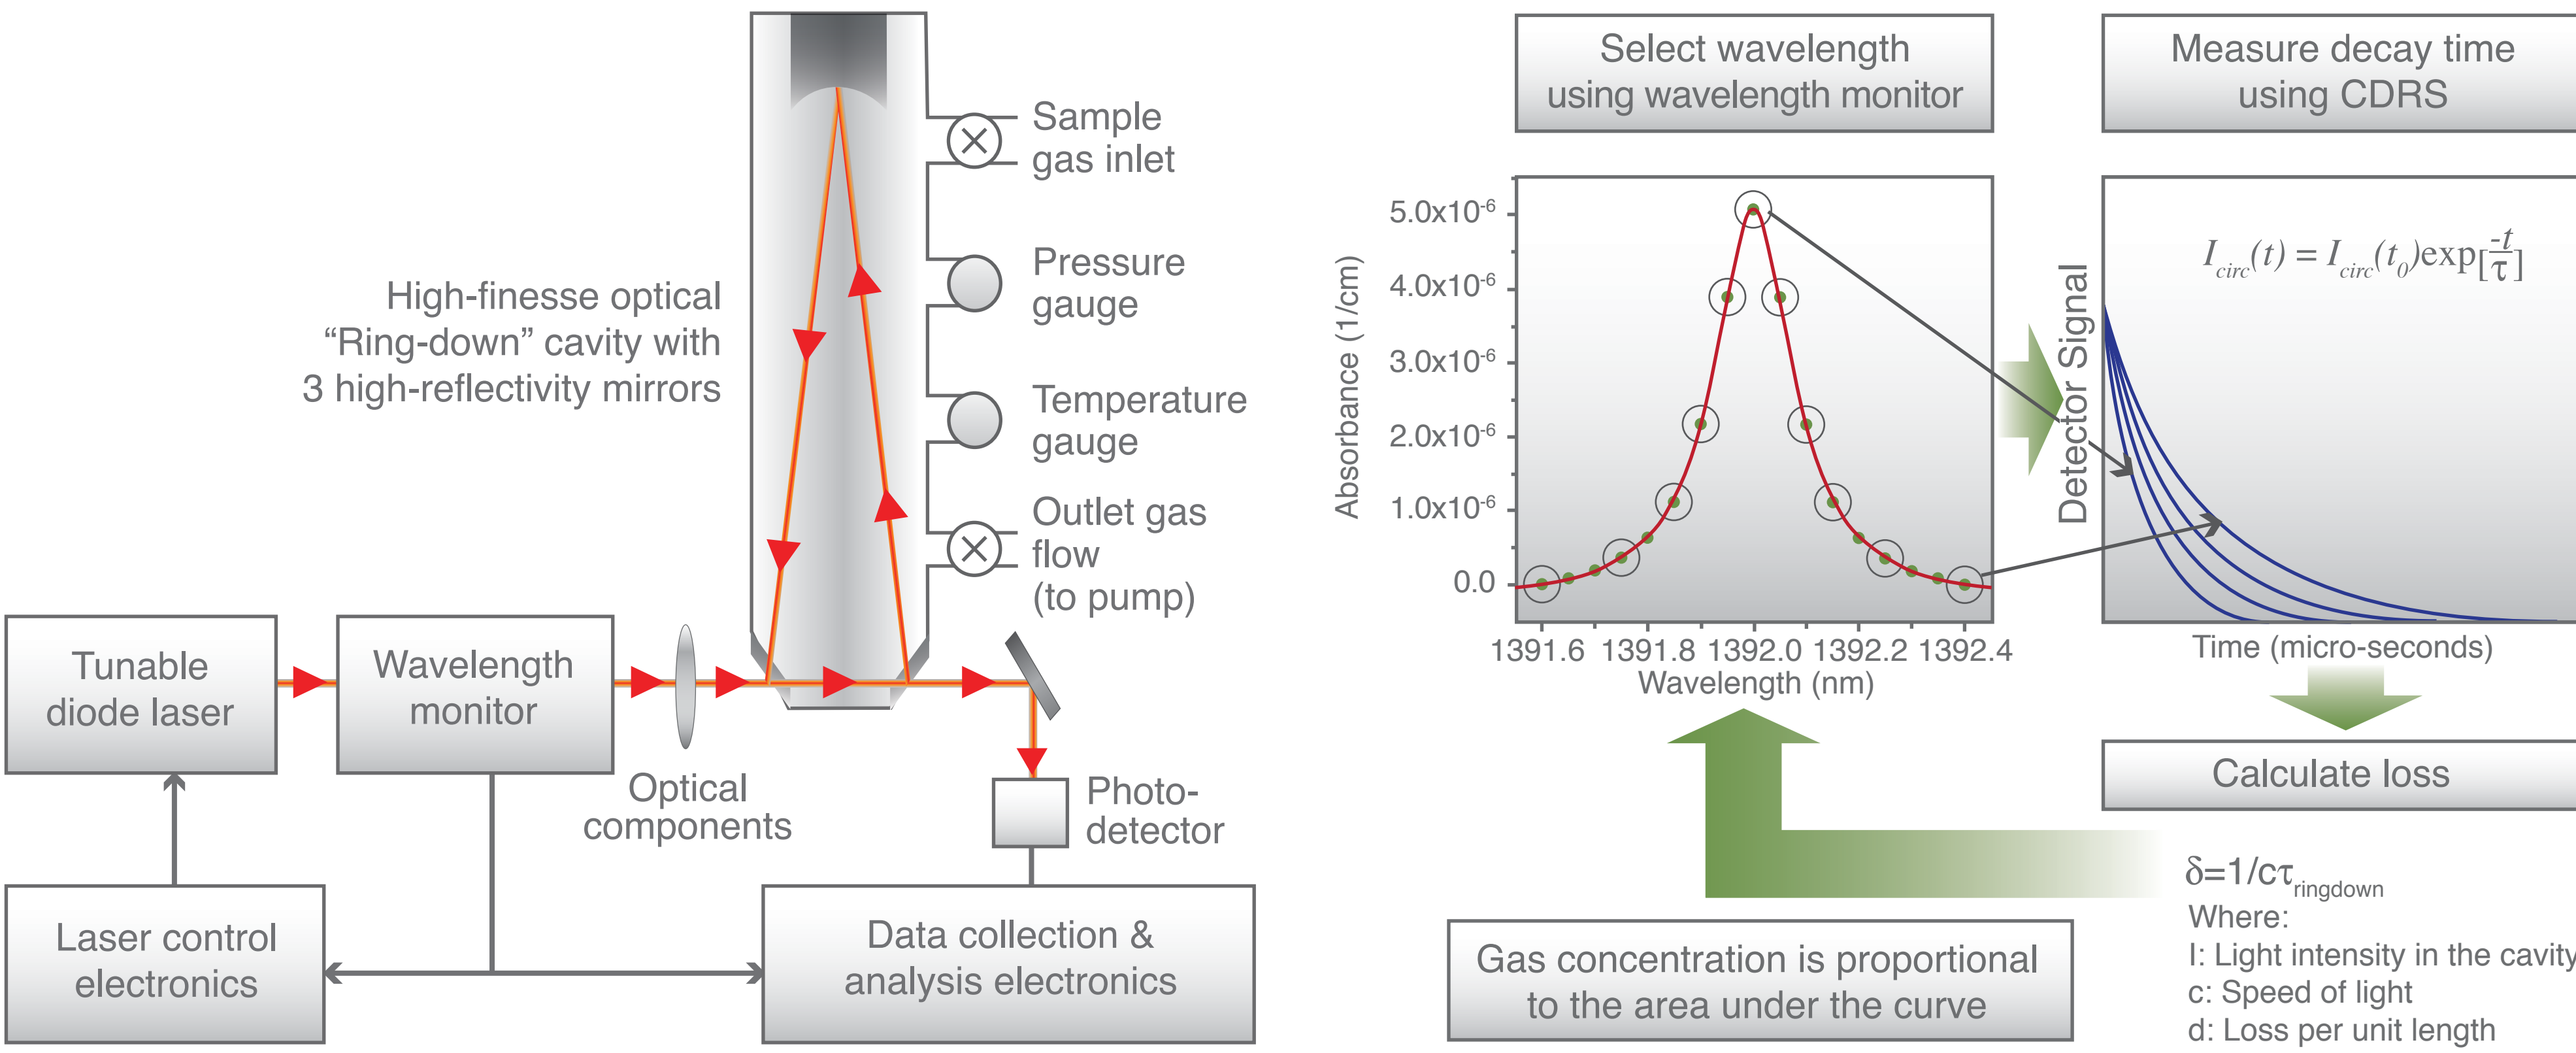 High-finesse optical
“Ring-down” cavity with
3 high-reflectivity mirrors
Sample
gas inlet
Pressure
gauge
Temperature
gauge
Outlet gas
flow
(to pump)
Tunable
diode laser
Wavelength
monitor
Optical
components
Photo-
detector
Laser control
electronics
Data collection &
analysis electronics
Select wavelength
using wavelength monitor
Absorbance (1/cm)
5.0x10-6
4.0x10-6
3.0x10-6
2.0x10-6
1.0x10-6
0.0
1391.6 1391.8 1392.0 1392.2 1392.4
Wavelength (nm)
Measure decay time
using CDRS
Detector Signal
Icirc(t) = Icirc(t0)exp[-t/τ]
Time (micro-seconds)
Calculate loss
δ=1/cτringdown
Where:
I: Light intensity in the cavity
c: Speed of light
d: Loss per unit length
Gas concentration is proportional
to the area under the curve